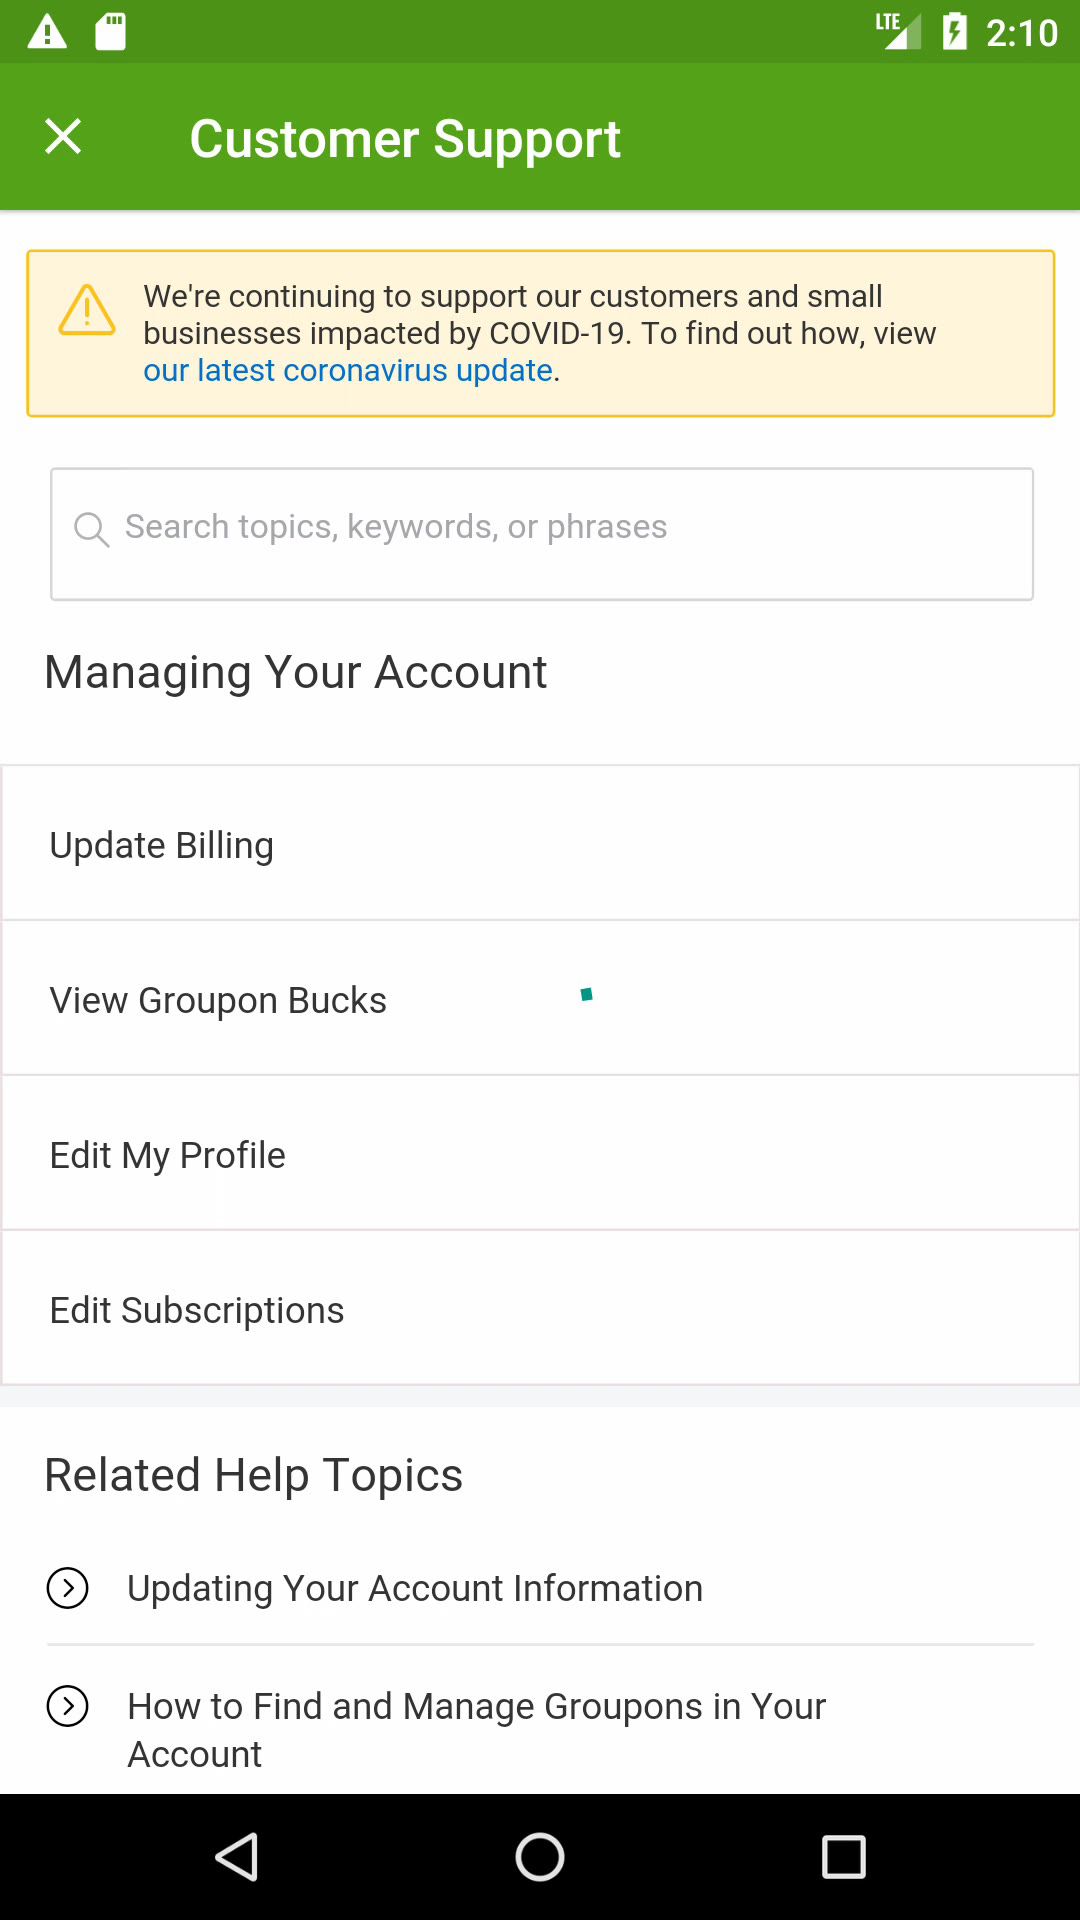 LTE 2:10
Customer Support
We're continuing to support our customers and small
businesses impacted by COVID-19. To find out how, view
our latest coronavirus update.
Search topics, keywords, or phrases
Managing Your Account
Update Billing
View Groupon Bucks
Edit My Profile
Edit Subscriptions
Related Help Topics
Updating Your Account Information
How to Find and Manage Groupons in Your
Account